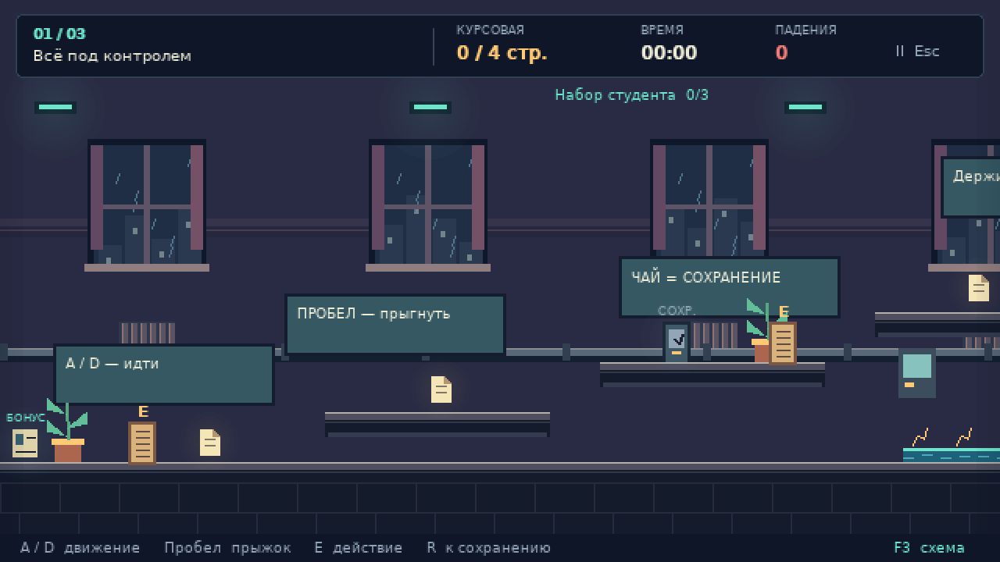 01 / 03
Всё под контролем
КУРСОВАЯ
0 / 4 стр.
ВРЕМЯ
00:00
ПАДЕНИЯ
0
II Esc
Набор студента 0/3
Держи
ЧАЙ = СОХРАНЕНИЕ
СОХР.
E
ПРОБЕЛ — прыгнуть
A / D — идти
БОНУС
E
A / D движение Пробел прыжок E действие R к сохранению F3 схема